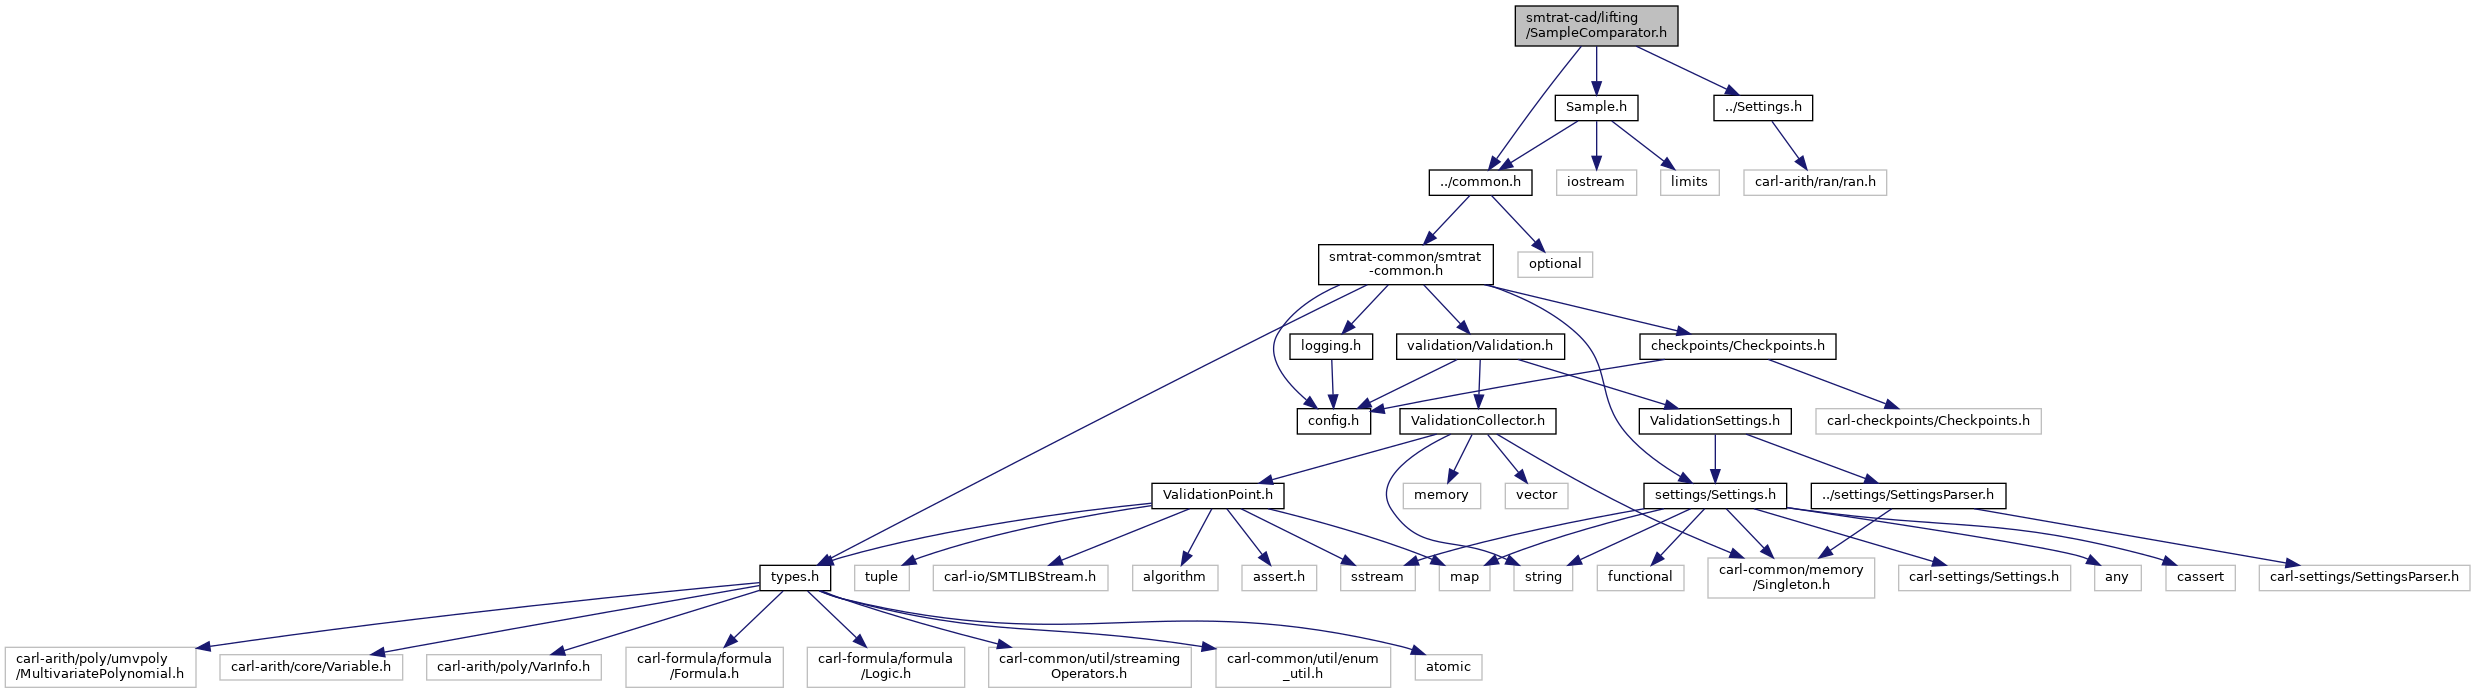 smtrat-cad/lifting
/SampleComparator.h
Sample.h
../Settings.h
../common.h
iostream
limits
carl-arith/ran/ran.h
smtrat-common/smtrat
-common.h
optional
logging.h
validation/Validation.h
checkpoints/Checkpoints.h
config.h
ValidationCollector.h
ValidationSettings.h
carl-checkpoints/Checkpoints.h
ValidationPoint.h
memory
vector
settings/Settings.h
../settings/SettingsParser.h
types.h
tuple
carl-io/SMTLIBStream.h
algorithm
assert.h
sstream
map
string
functional
carl-common/memory
/Singleton.h
carl-settings/Settings.h
any
cassert
carl-settings/SettingsParser.h
carl-arith/poly/umvpoly
/MultivariatePolynomial.h
carl-arith/core/Variable.h
carl-arith/poly/VarInfo.h
carl-formula/formula
/Formula.h
carl-formula/formula
/Logic.h
carl-common/util/streaming
Operators.h
carl-common/util/enum
_util.h
atomic